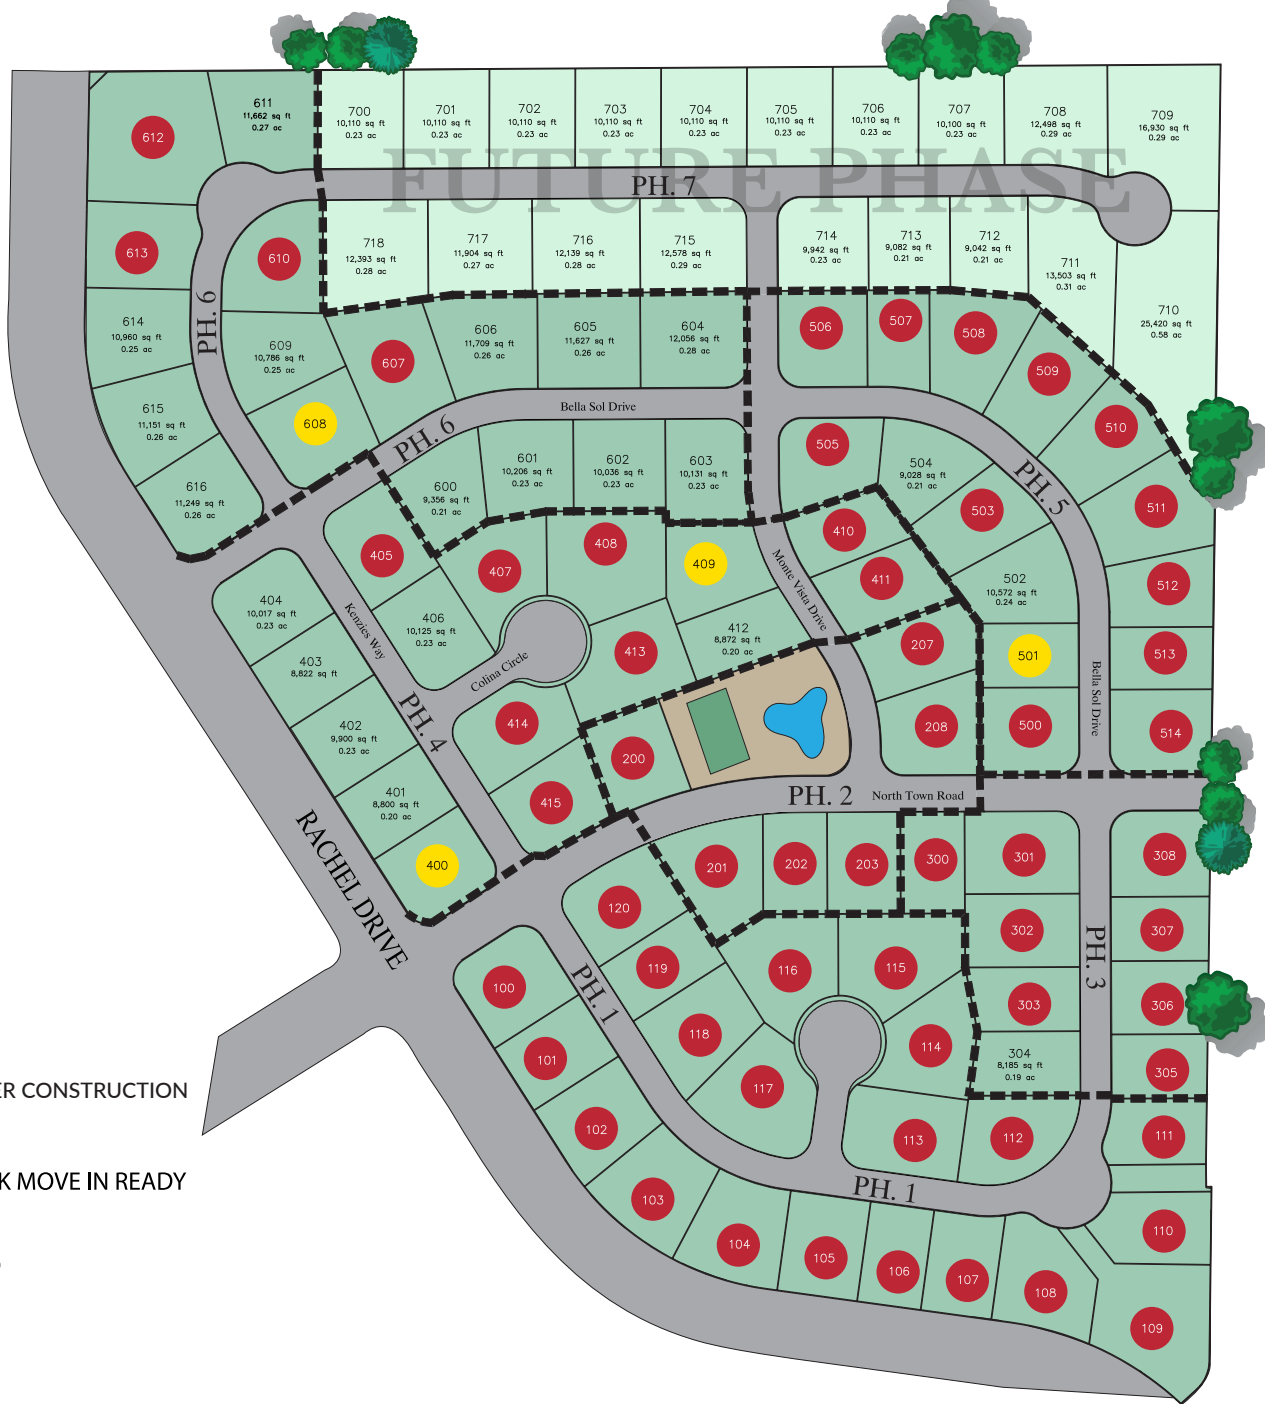 611
11,662 sq ft
0.27 ac
700
10,110 sq ft
0.23 ac
701
10,110 sq ft
0.23 ac
702
10,110 sq ft
0.23 ac
703
10,110 sq ft
0.23 ac
704
10,110 sq ft
0.23 ac
705
10,110 sq ft
0.23 ac
706
10,110 sq ft
0.23 ac
707
10,100 sq ft
0.23 ac
708
12,498 sq ft
0.29 ac
709
16,930 sq ft
0.29 ac
612
FUTURE PHASE
PH. 7
613
610
718
12,393 sq ft
0.28 ac
717
11,904 sq ft
0.27 ac
716
12,139 sq ft
0.28 ac
715
12,578 sq ft
0.29 ac
714
9,942 sq ft
0.23 ac
713
9,082 sq ft
0.21 ac
712
9,042 sq ft
0.21 ac
711
13,503 sq ft
0.31 ac
710
25,420 sq ft
0.58 ac
PH. 6
614
10,960 sq ft
0.25 ac
609
10,786 sq ft
0.25 ac
607
606
11,709 sq ft
0.26 ac
605
11,627 sq ft
0.26 ac
604
12,056 sq ft
0.28 ac
506
507
508
509
510
615
11,151 sq ft
0.26 ac
608
PH. 6
Bella Sol Drive
616
11,249 sq ft
0.26 ac
600
9,356 sq ft
0.21 ac
601
10,206 sq ft
0.23 ac
602
10,036 sq ft
0.23 ac
603
10,131 sq ft
0.23 ac
505
504
9,028 sq ft
0.21 ac
PH. 5
503
511
405
407
408
409
410
411
Monte Vista Drive
502
10,572 sq ft
0.24 ac
512
404
10,017 sq ft
0.23 ac
Kenzies Way
406
10,125 sq ft
0.23 ac
403
8,822 sq ft
Colina Circle
413
412
8,872 sq ft
0.20 ac
207
501
513
Bella Sol Drive
402
9,900 sq ft
0.23 ac
PH. 4
414
200
208
500
514
401
8,800 sq ft
0.20 ac
415
PH. 2
North Town Road
RACHEL DRIVE
400
201
202
203
300
301
308
120
302
307
PH. 3
100
PH. 1
119
116
115
303
306
101
118
114
304
8,185 sq ft
0.19 ac
305
ER CONSTRUCTION
117
102
113
112
111
K MOVE IN READY
103
PH. 1
104
105
106
107
108
110
109